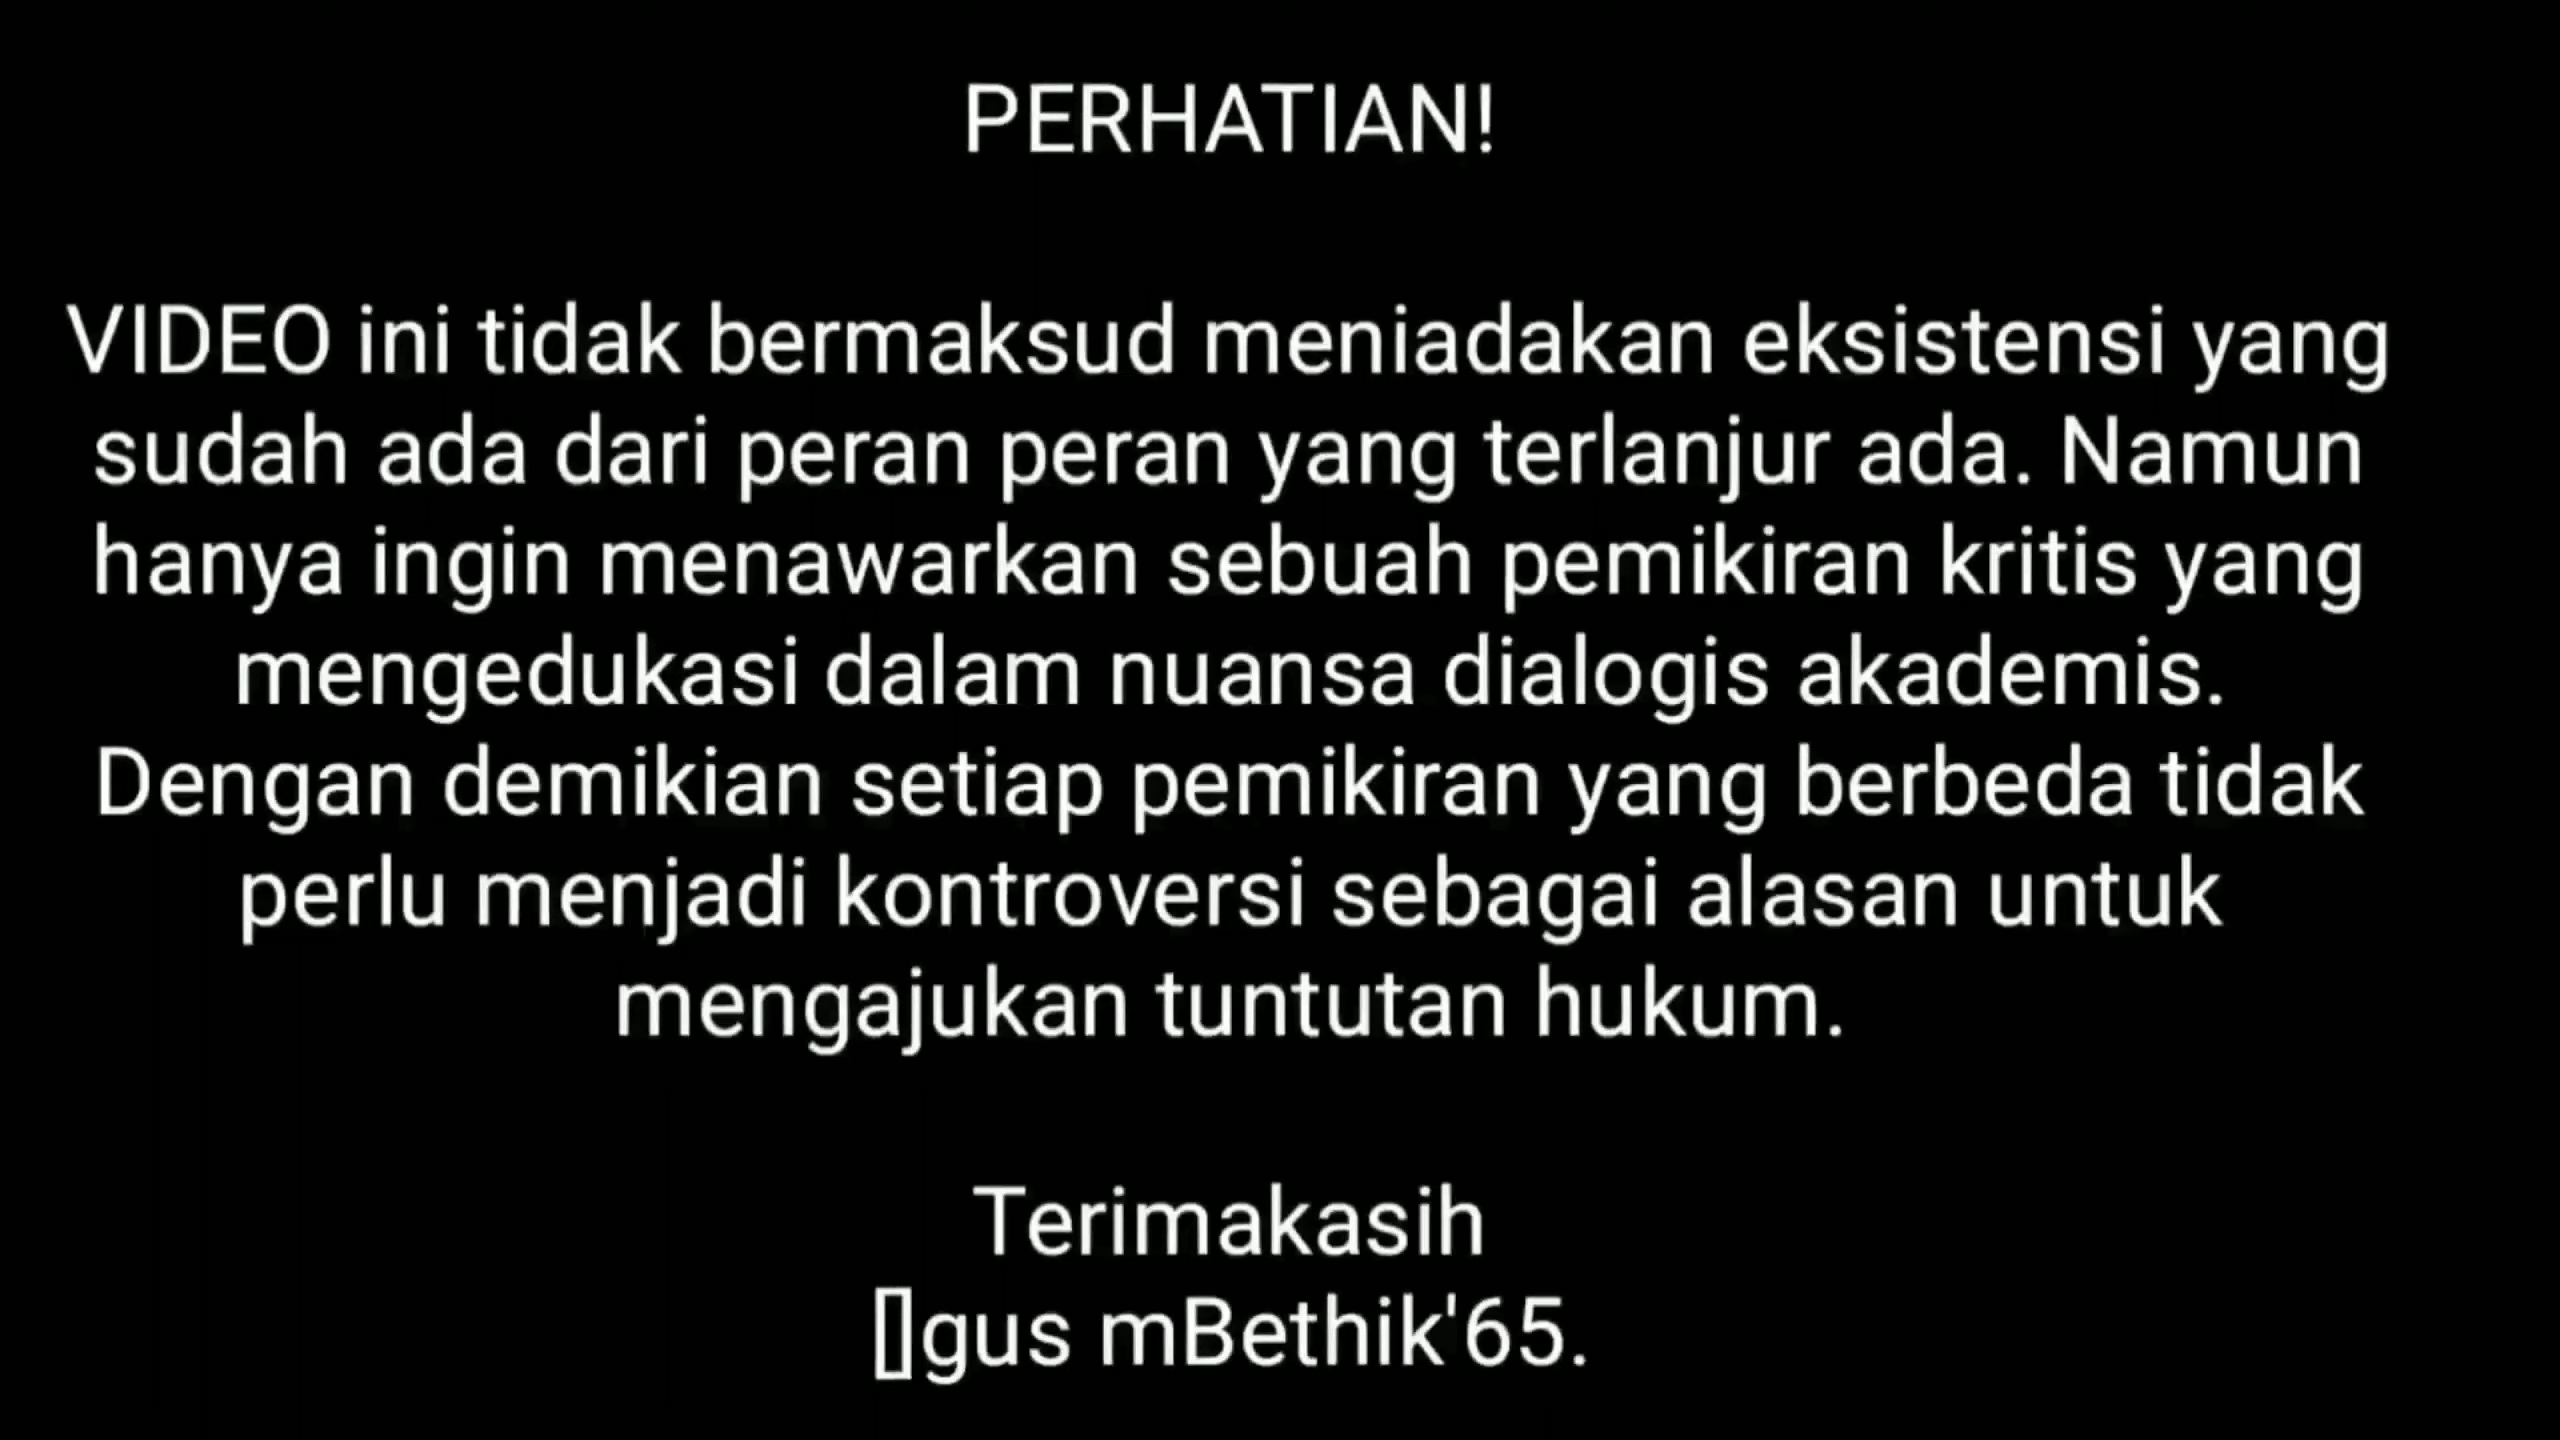 PERHATIAN!
VIDEO ini tidak bermaksud meniadakan eksistensi yang
sudah ada dari peran peran yang terlanjur ada. Namun
hanya ingin menawarkan sebuah pemikiran kritis yang
mengedukasi dalam nuansa dialogis akademis.
Dengan demikian setiap pemikiran yang berbeda tidak
perlu menjadi kontroversi sebagai alasan untuk
mengajukan tuntutan hukum.
Terimakasih
▯gus mBethik'65.